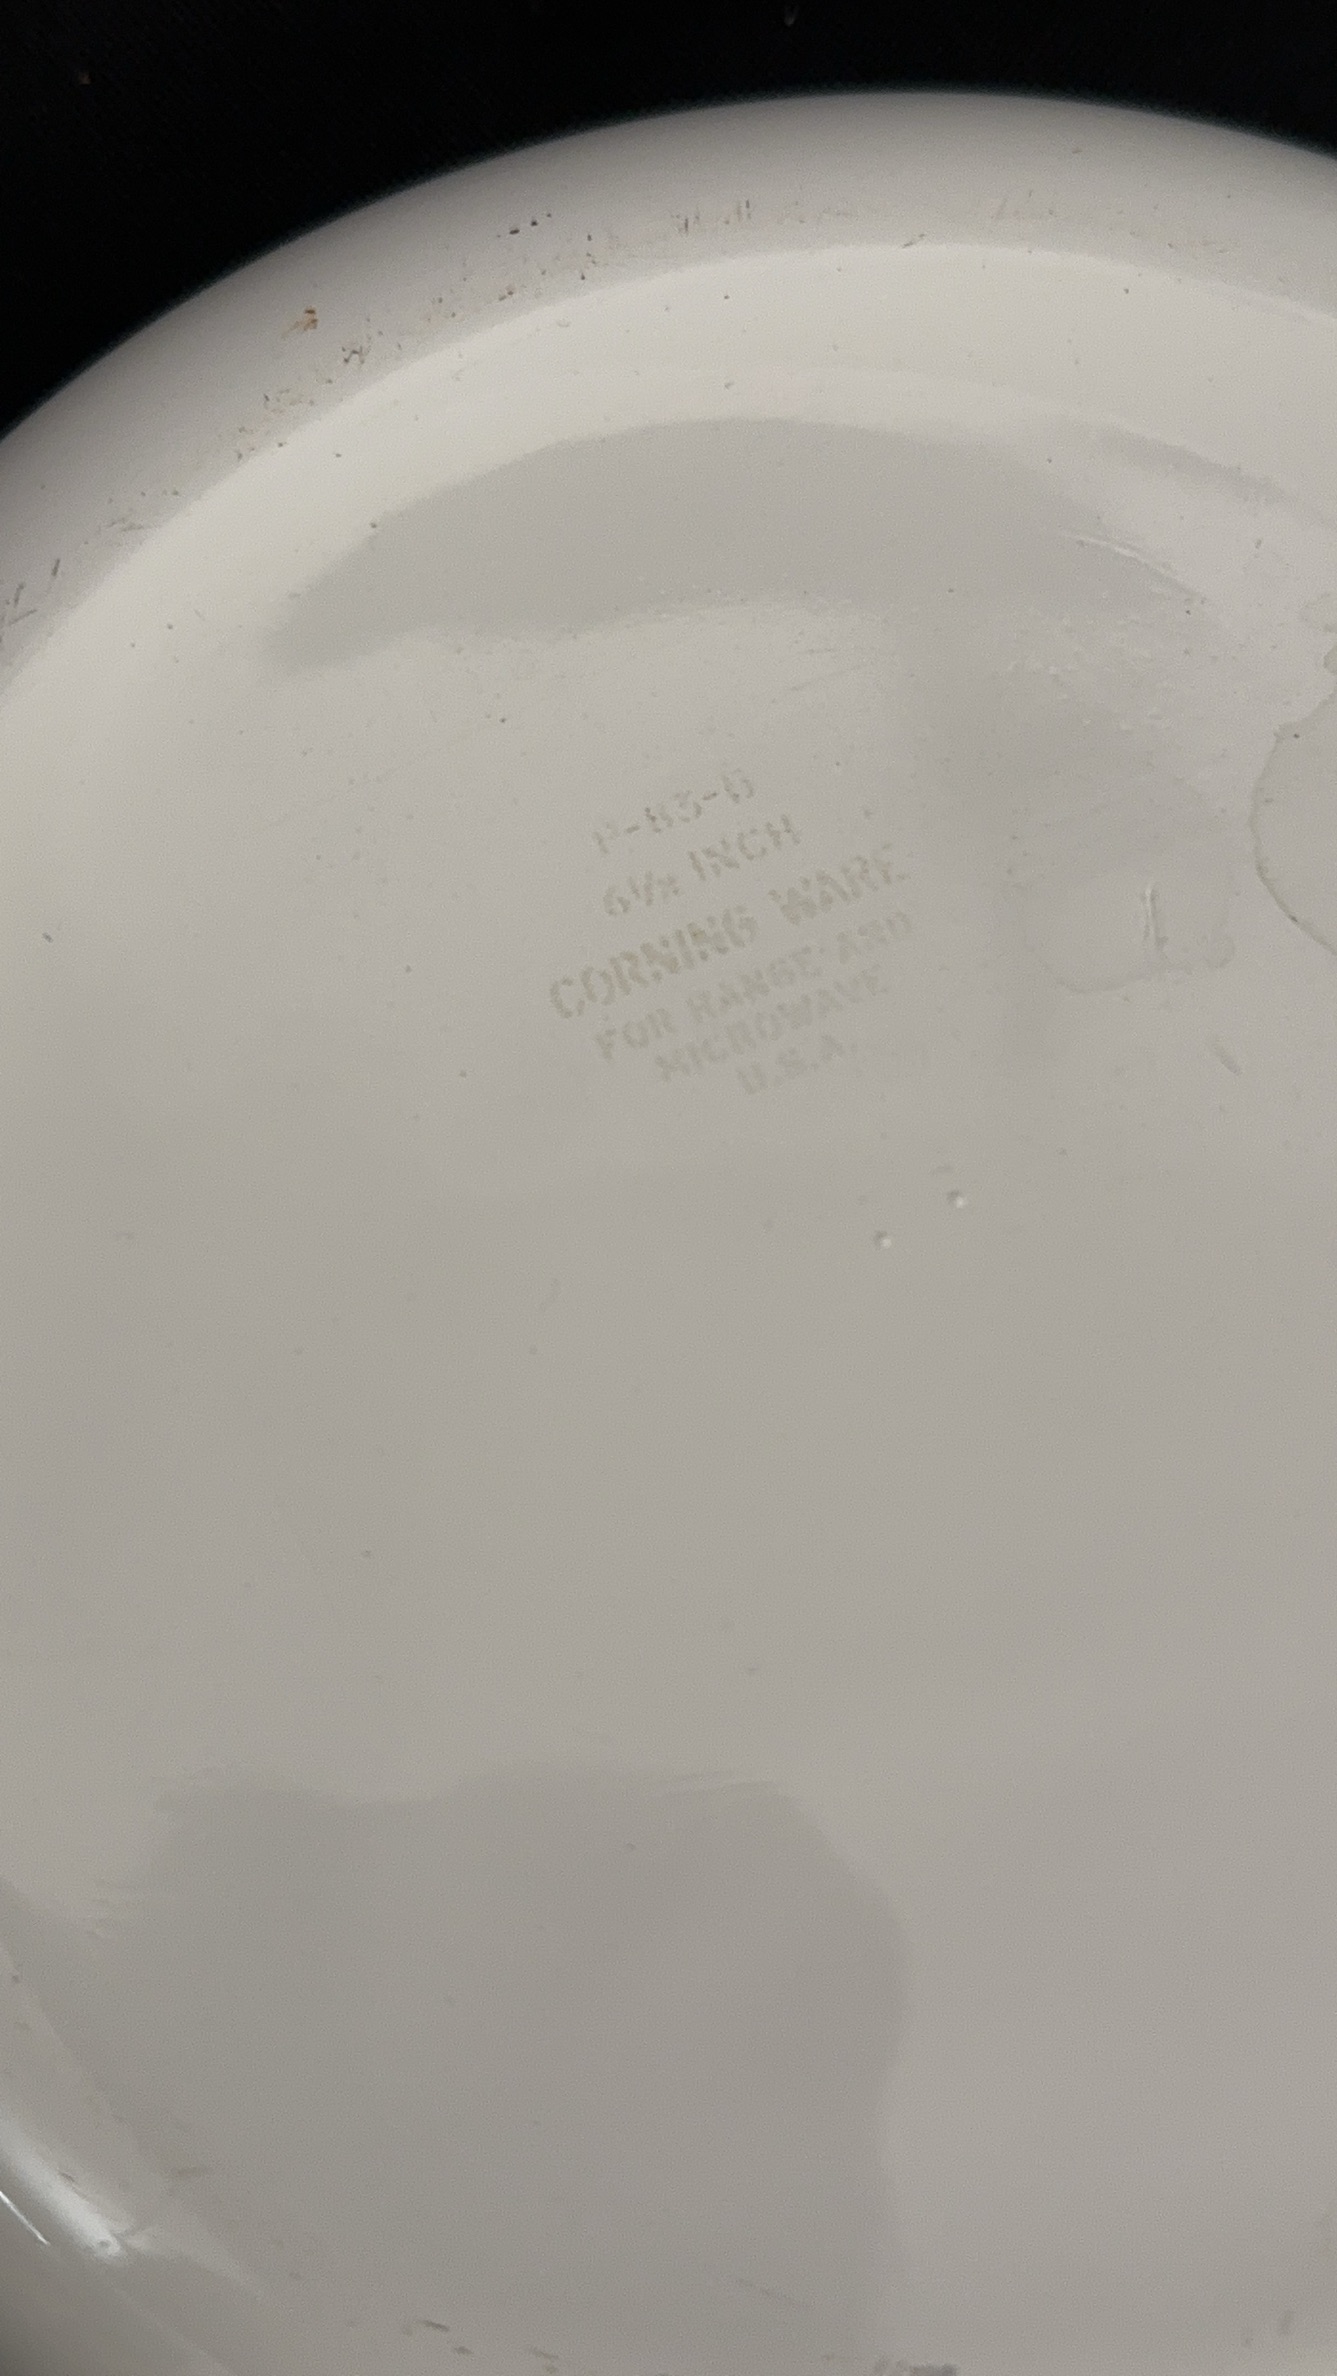 P-83-B
6½ INCH
CORNING WARE
FOR RANGE AND
MICROWAVE
U.S.A.